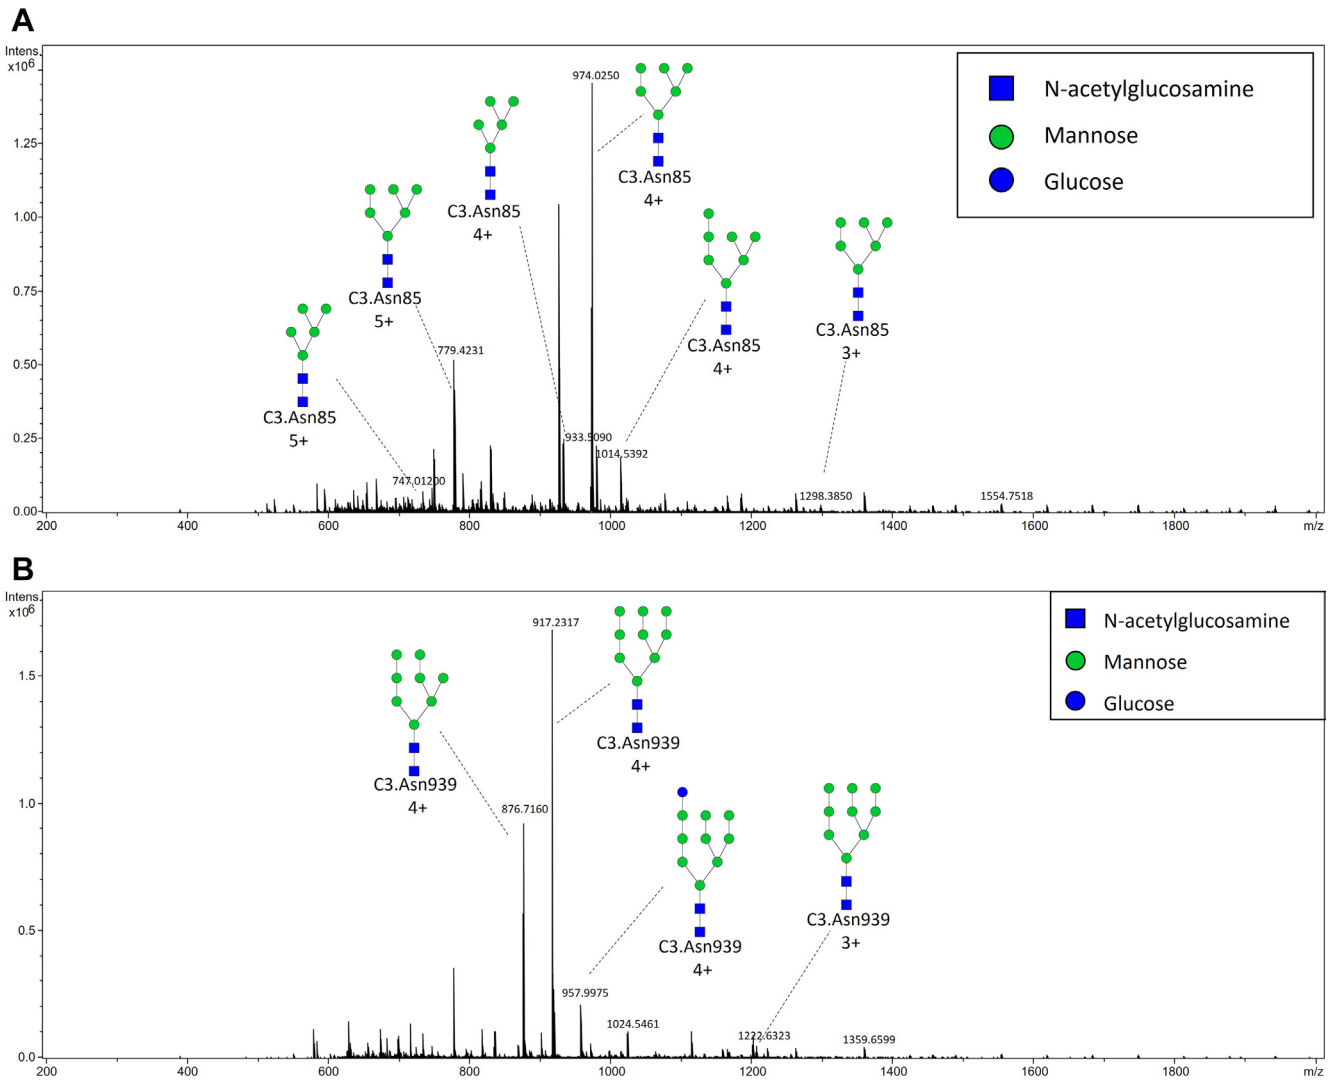 A
Intens.
x10⁶
974.0250
N-acetylglucosamine
Mannose
Glucose
1.25
C3.Asn85
4+
C3.Asn85
4+
1.00
C3.Asn85
5+
0.75
C3.Asn85
4+
C3.Asn85
3+
779.4231
0.50
C3.Asn85
5+
0.25
933.5090
1014.5392
747.01200
1298.3850
1554.7518
0.00
200
400
600
800
1000
1200
1400
1600
1800
m/z
B
Intens.
x10⁶
917.2317
N-acetylglucosamine
Mannose
Glucose
1.5
C3.Asn939
4+
C3.Asn939
4+
1.0
876.7160
C3.Asn939
4+
C3.Asn939
3+
0.5
957.9975
1024.5461
1222.6323
1359.6599
0.0
200
400
600
800
1000
1200
1400
1600
1800
m/z